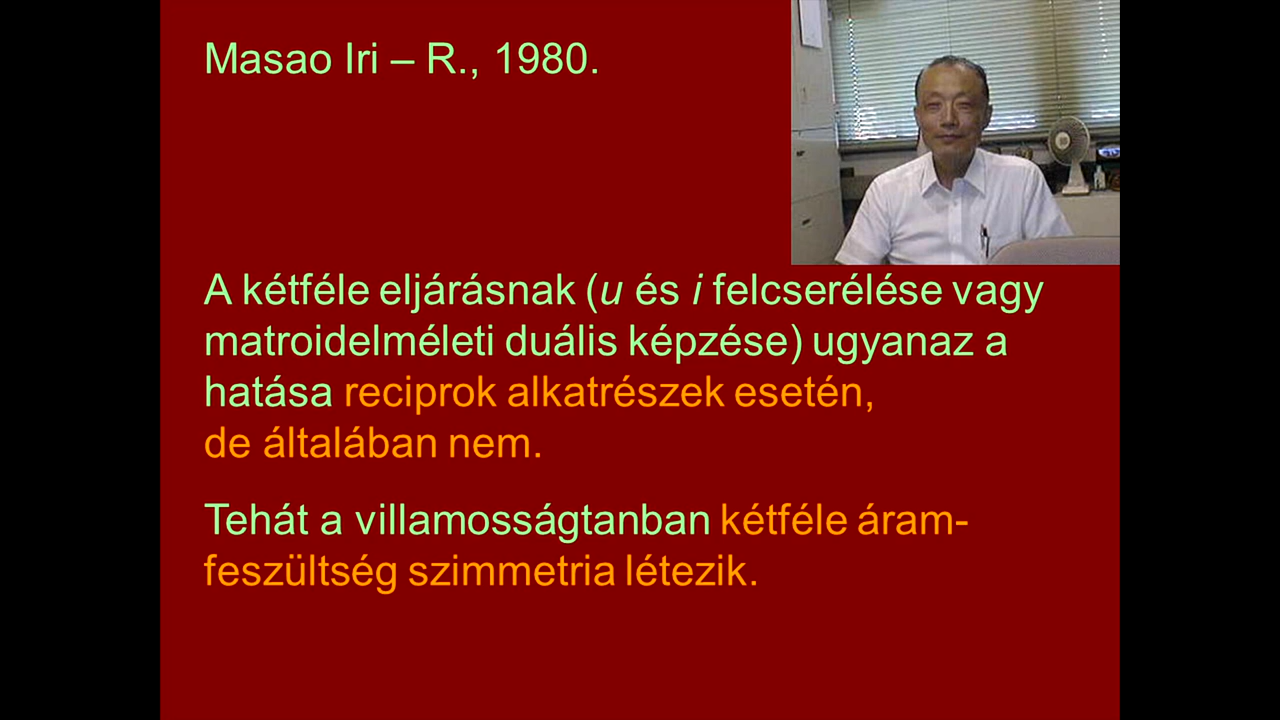 Masao Iri – R., 1980.
A kétféle eljárásnak (u és i felcserélése vagy
matroidelméleti duális képzése) ugyanaz a
hatása reciprok alkatrészek esetén,
de általában nem.
Tehát a villamosságtanban kétféle áram-
feszültség szimmetria létezik.